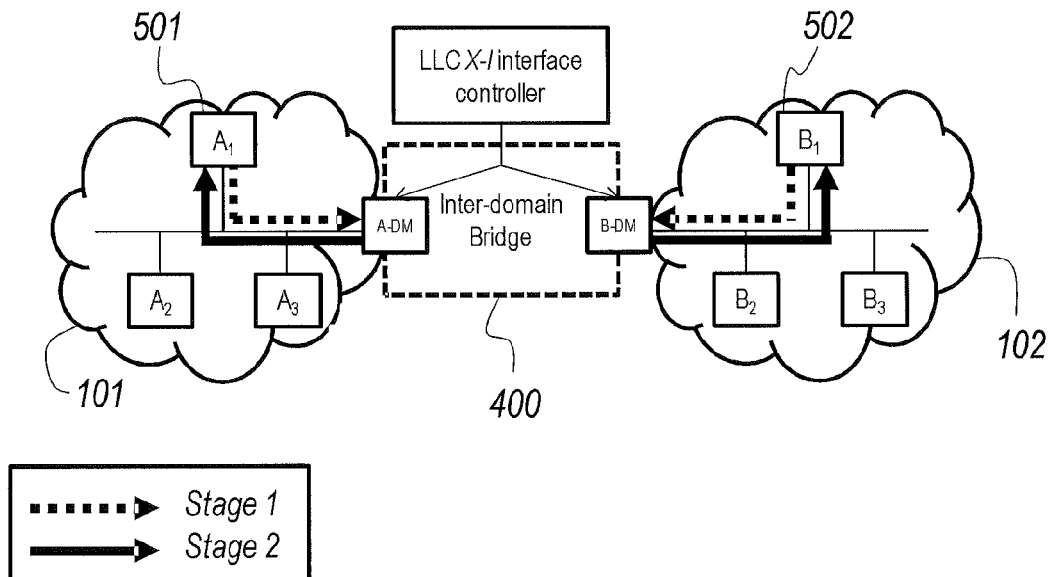 501
LLC X-I interface
controller
502
A1
B1
A-DM
Inter-domain
Bridge
B-DM
A2
A3
B2
B3
101
400
102
Stage 1
Stage 2